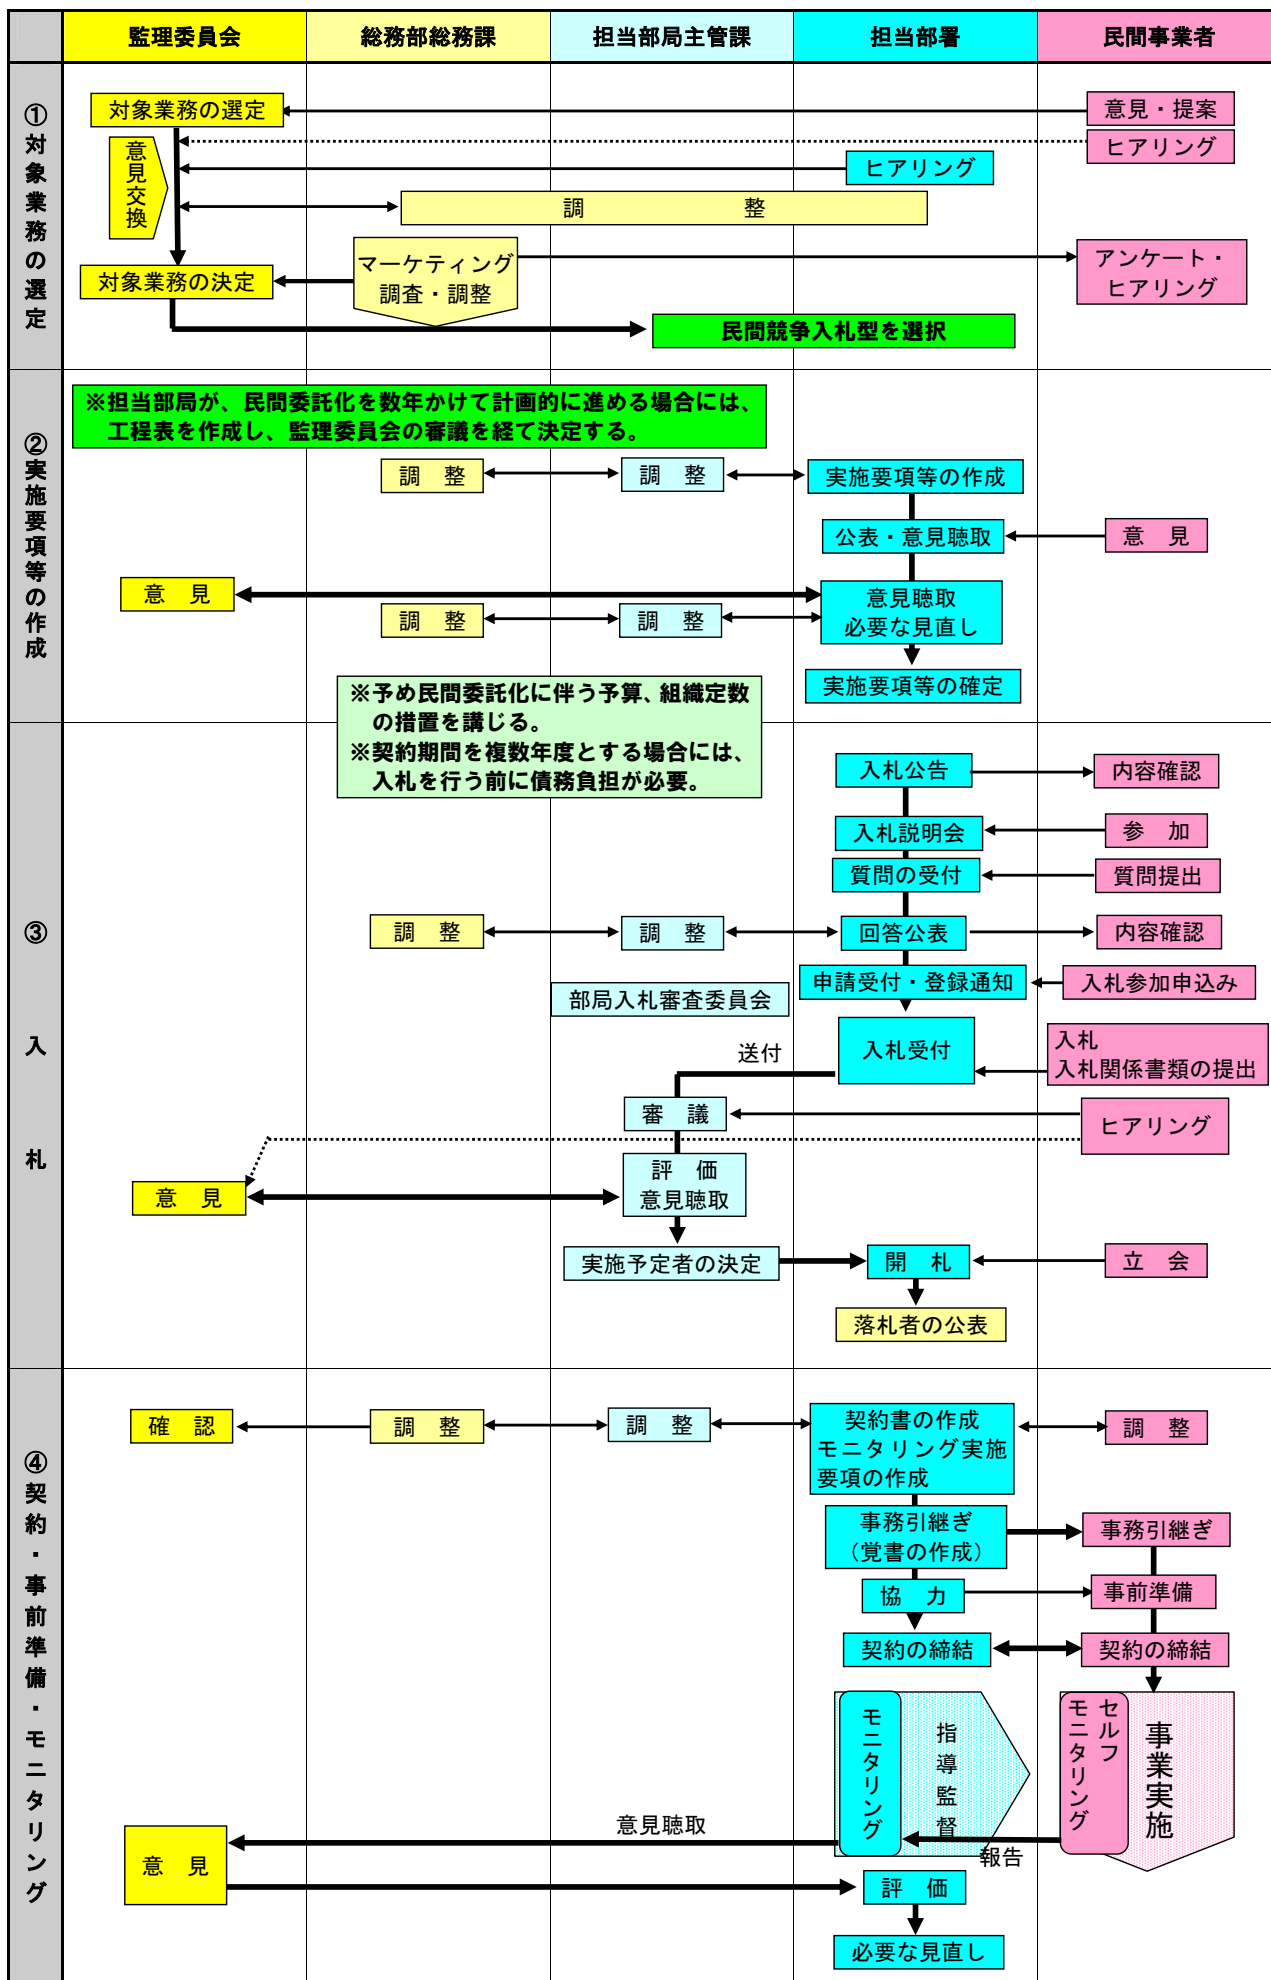 監理委員会
総務部総務課
担当部局主管課
担当部署
民間事業者
①対象業務の選定
対象業務の選定
意見・提案
ヒアリング
意見交換
ヒアリング
調　整
マーケティング
調査・調整
アンケート・
ヒアリング
対象業務の決定
民間競争入札型を選択
②実施要項等の作成
※担当部局が、民間委託化を数年かけて計画的に進める場合には、
工程表を作成し、監理委員会の審議を経て決定する。
調　整
調　整
実施要項等の作成
公表・意見聴取
意　見
意　見
意見聴取
必要な見直し
調　整
調　整
実施要項等の確定
※予め民間委託化に伴う予算、組織定数
の措置を講じる。
※契約期間を複数年度とする場合には、
入札を行う前に債務負担が必要。
③入札
入札公告
内容確認
入札説明会
参　加
質問の受付
質問提出
調　整
調　整
回答公表
内容確認
申請受付・登録通知
入札参加申込み
部局入札審査委員会
入札受付
入札
入札関係書類の提出
送付
審　議
ヒアリング
評　価
意見聴取
意　見
実施予定者の決定
開　札
立　会
落札者の公表
④契約・事前準備・モニタリング
確　認
調　整
調　整
契約書の作成
モニタリング実施
要項の作成
調　整
事務引継ぎ
（覚書の作成）
事務引継ぎ
協　力
事前準備
契約の締結
契約の締結
モニタリング
指導監督
セルフ
モニタリング
事業実施
意見聴取
報告
意　見
評　価
必要な見直し